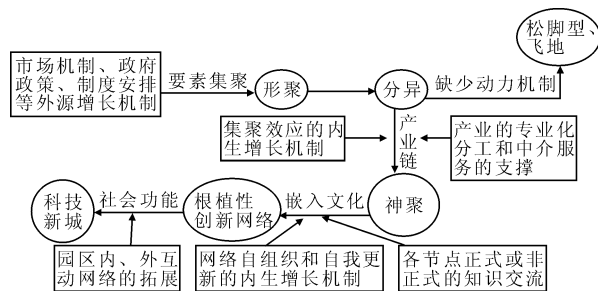 松脚型、
飞地
市场机制、政府
政策、制度安排
等外源增长机制
要素集聚
形聚
分异
缺少动力机制
集聚效应的内
生增长机制
产业链
产业的专业化
分工和中介服
务的支撑
科技
新城
社会功能
根植性
创新网络
嵌入文化
神聚
园区内、外互
动网络的拓展
网络自组织和自我更
新的内生增长机制
各节点正式或非
正式的知识交流